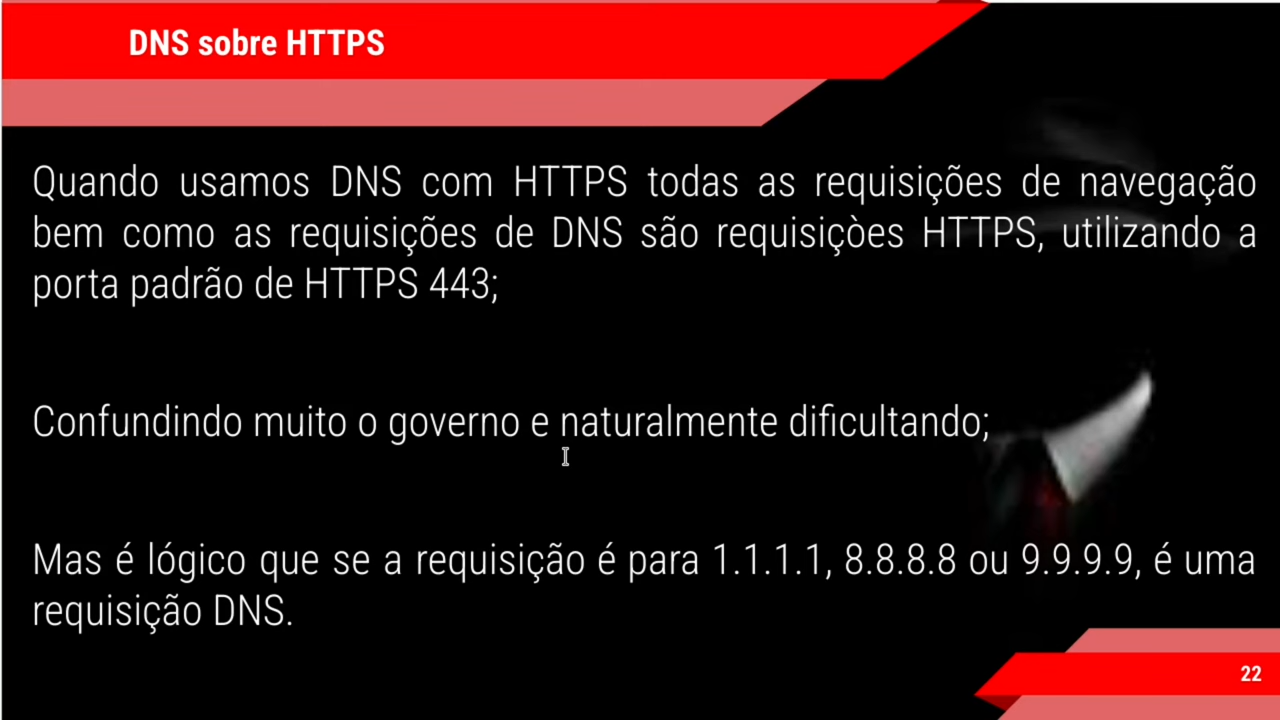 DNS sobre HTTPS
Quando usamos DNS com HTTPS todas as requisições de navegação
bem como as requisições de DNS são requisiçòes HTTPS, utilizando a
porta padrão de HTTPS 443;
Confundindo muito o governo e naturalmente dificultando;
Mas é lógico que se a requisição é para 1.1.1.1, 8.8.8.8 ou 9.9.9.9, é uma
requisição DNS.
22